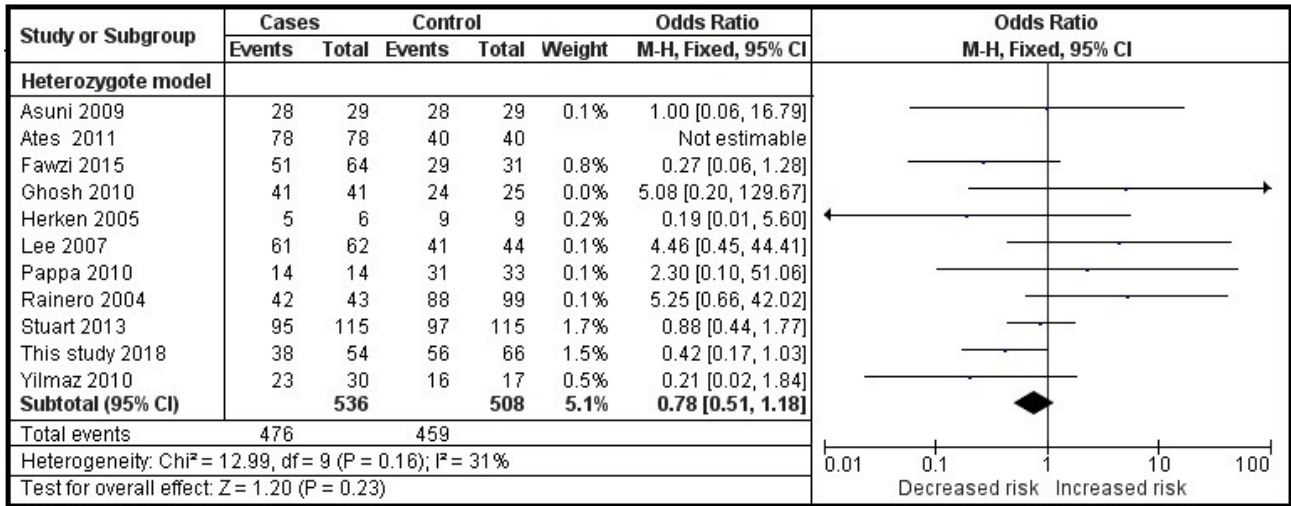 Study or Subgroup Cases Control Weight Odds Ratio Odds Ratio
Events Total Events Total M-H, Fixed, 95% CI M-H, Fixed, 95% CI
Heterozygote model
Asuni 2009 28 29 28 29 0.1% 1.00 [0.06, 16.79]
Ates 2011 78 78 40 40 Not estimable
Fawzi 2015 51 64 29 31 0.8% 0.27 [0.06, 1.28]
Ghosh 2010 41 41 24 25 0.0% 5.08 [0.20, 129.67]
Herken 2005 5 6 9 9 0.2% 0.19 [0.01, 5.60]
Lee 2007 61 62 41 44 0.1% 4.46 [0.45, 44.41]
Pappa 2010 14 14 31 33 0.1% 2.30 [0.10, 51.06]
Rainero 2004 42 43 88 99 0.1% 5.25 [0.66, 42.02]
Stuart 2013 95 115 97 115 1.7% 0.88 [0.44, 1.77]
This study 2018 38 54 56 66 1.5% 0.42 [0.17, 1.03]
Yilmaz 2010 23 30 16 17 0.5% 0.21 [0.02, 1.84]
Subtotal (95% CI) 536 508 5.1% 0.78 [0.51, 1.18]
Total events 476 459
Heterogeneity: Chi² = 12.99, df = 9 (P = 0.16); I² = 31%
Test for overall effect: Z = 1.20 (P = 0.23)
0.01 0.1 1 10 100
Decreased risk Increased risk